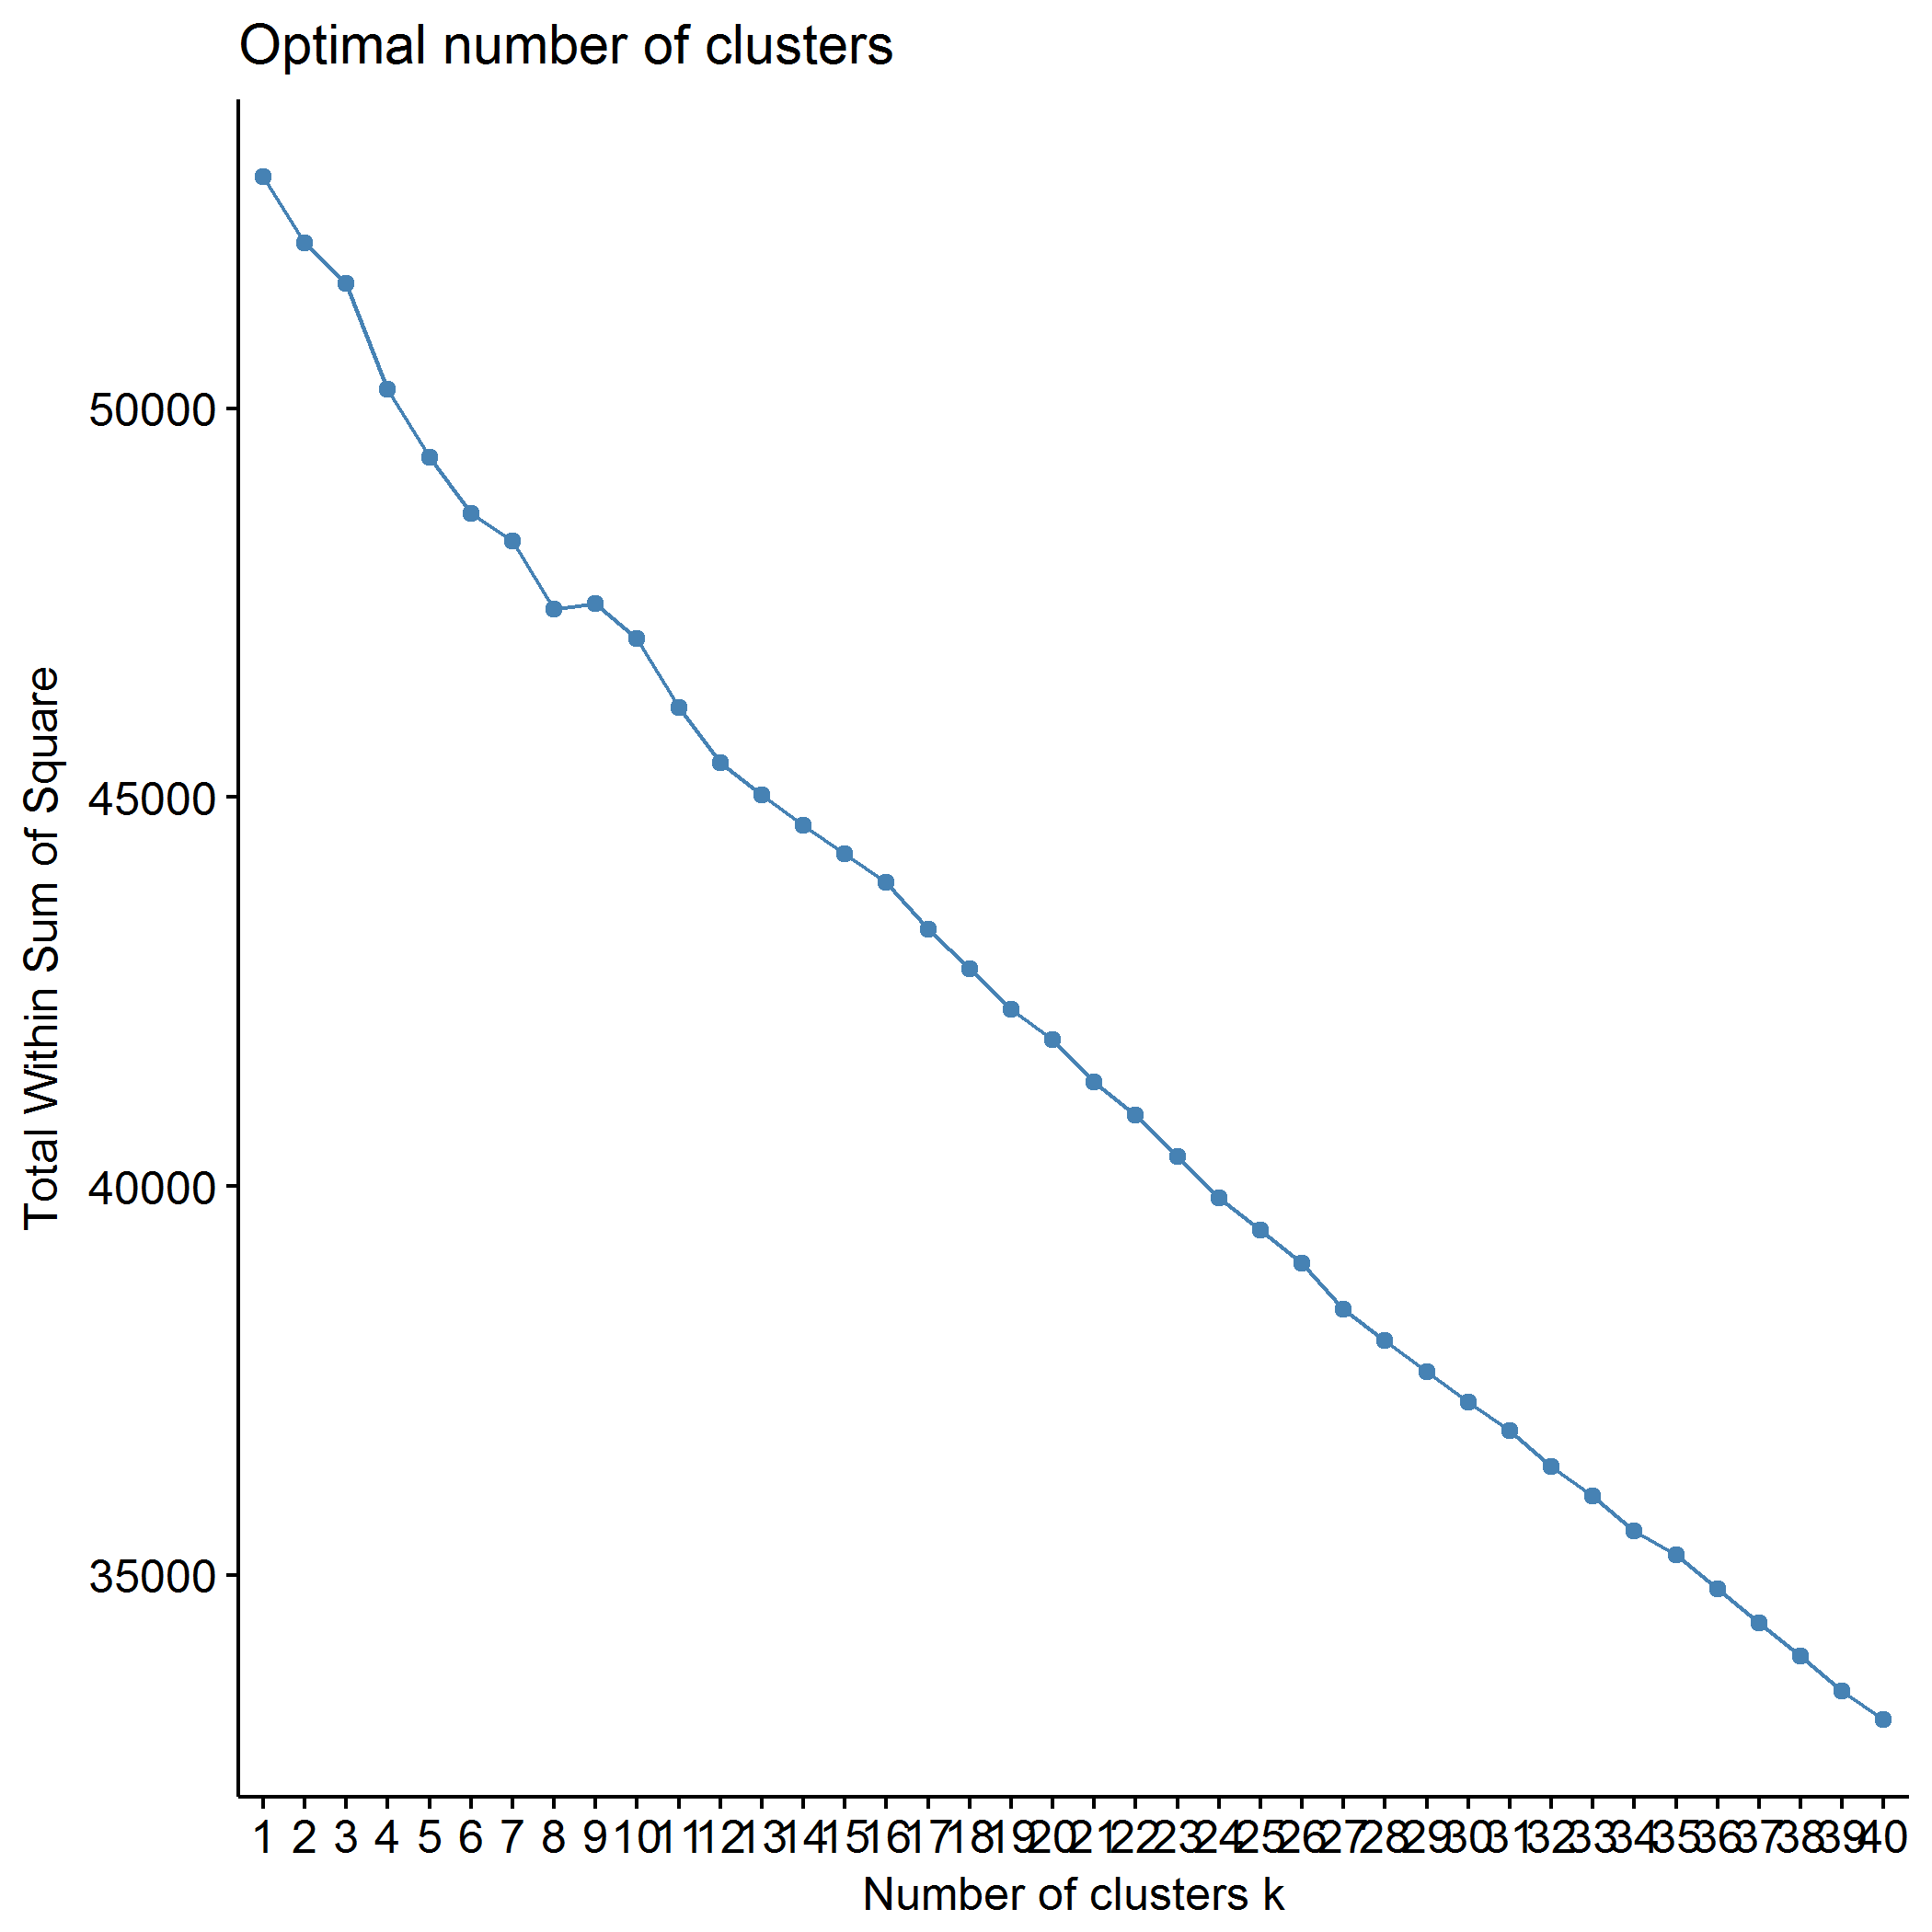 Optimal number of clusters
Total Within Sum of Square
50000
45000
40000
35000
1 2 3 4 5 6 7 8 9 10 11 12 13 14 15 16 17 18 19 20 21 22 23 24 25 26 27 28 29 30 31 32 33 34 35 36 37 38 39 40
Number of clusters k